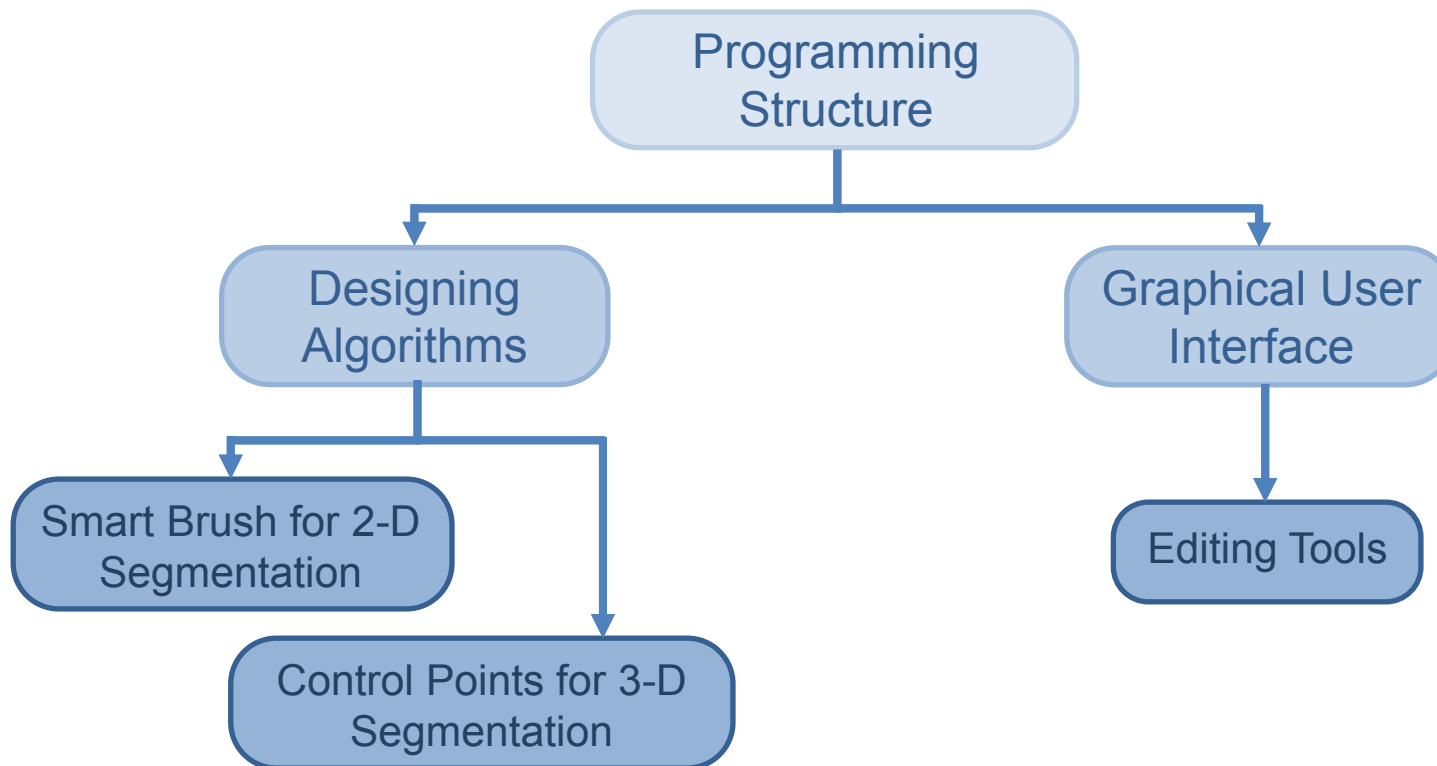 Programming
Structure
Designing
Algorithms
Graphical User
Interface
Smart Brush for 2-D
Segmentation
Editing Tools
Control Points for 3-D
Segmentation